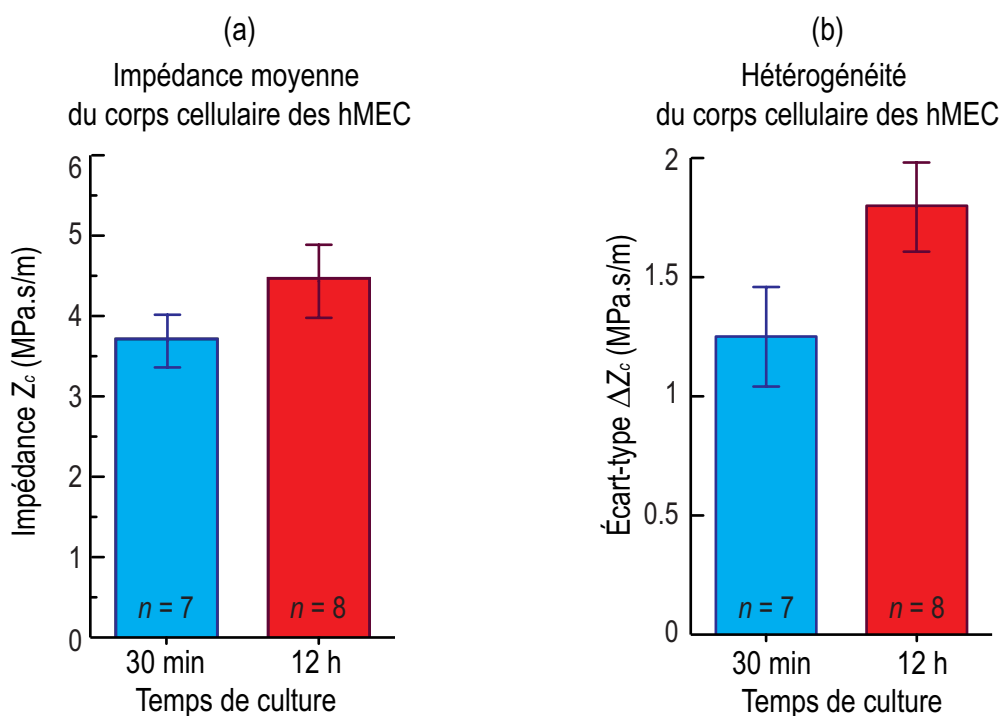 (a)
Impédance moyenne
du corps cellulaire des hMEC
Impédance Zc (MPa.s/m)
6
5
4
3
2
1
0
n = 7
n = 8
30 min
12 h
Temps de culture
(b)
Hétérogénéité
du corps cellulaire des hMEC
Écart-type ΔZc (MPa.s/m)
2
1.5
1
0.5
0
n = 7
n = 8
30 min
12 h
Temps de culture